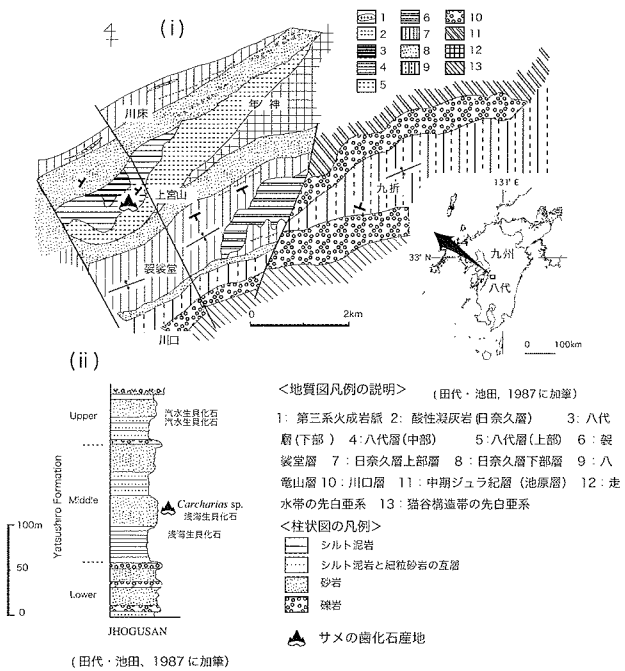 (i)
4
1 6 10
2 7 11
3 8 12
4 9 13
5
川床
年神
上宮山
九折
袈裟堂
川口
0 2km
131° E
33° N
九州
八代
0 100km
(ii)
Upper
汽水生貝化石
汽水生貝化石
Yatsushiro Formation
Middle
Carcharias sp.
浅海生貝化石
浅海生貝化石
100m
50
0
Lower
JHOGUSAN
(田代・池田、1987に加筆)
<地質図凡例の説明> (田代・池田, 1987に加筆)
1: 第三系火成岩脈 2: 酸性凝灰岩(日奈久層) 3: 八代
層(下部) 4:八代層(中部) 5:八代層(上部) 6:袈
裟堂層 7:日奈久層上部層 8:日奈久層下部層 9:八
竜山層 10:川口層 11:中期ジュラ紀層(池原層) 12:走
水帯の先白亜系 13:猫谷構造帯の先白亜系
<柱状図の凡例>
シルト泥岩
シルト泥岩と細粒砂岩の互層
砂岩
礫岩
サメの歯化石産地